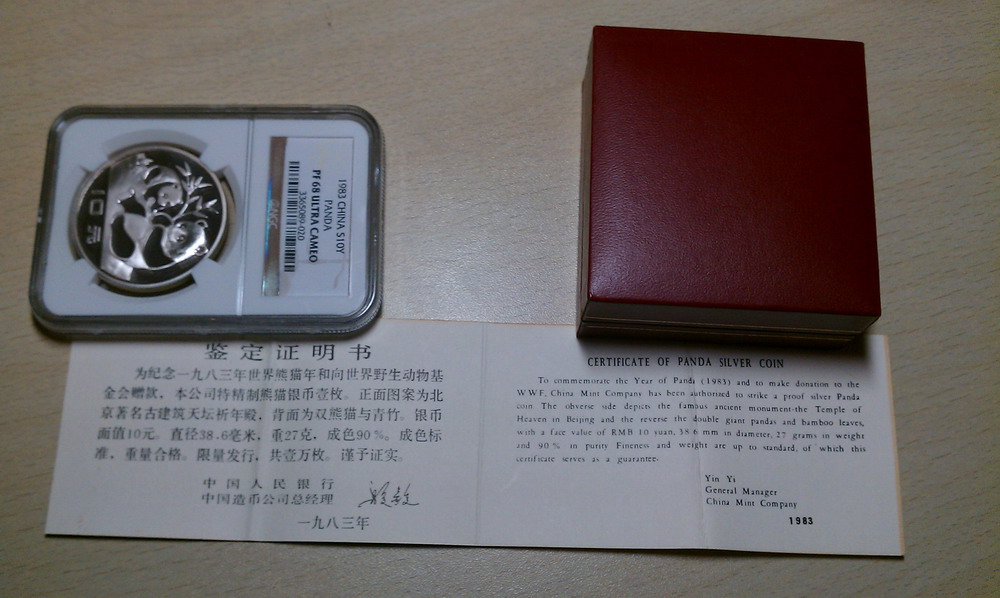 10元
1983 CHINA S10Y
PANDA
PF 68 ULTRA CAMEO
3365089-020
鉴定证明书
为纪念一九八三年世界熊猫年和向世界野生动物基
金会赠款，本公司特精制熊猫银币壹枚。正面图案为北
京著名古建筑天坛祈年殿，背面为双熊猫与青竹。银币
面值10元。直径38.6毫米，重27克，成色90%。成色标
准，重量合格。限量发行，共壹万枚。谨予证实。
中国人民银行
中国造币公司总经理
一九八三年
CERTIFICATE OF PANDA SILVER COIN
To commemorate the Year of Panda (1983) and to make donation to the
WWF, China Mint Company has been authorized to strike a proof silver Panda
coin. The obverse side depicts the famous ancient monument-the Temple of
Heaven in Beijing and the reverse the double giant pandas and bamboo leaves,
with a face value of RMB 10 yuan, 38.6 mm in diameter, 27 grams in weight
and 90% in purity. Fineness and weight are up to standard, of which this
certificate serves as a guarantee.
Yin Yi
General Manager
China Mint Company
1983